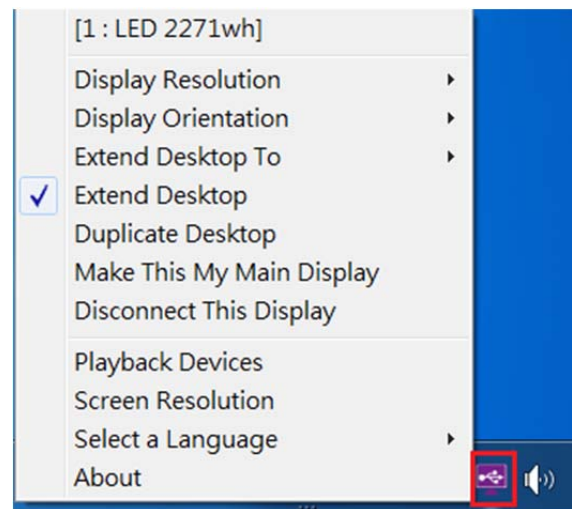 [1 : LED 2271wh]
Display Resolution
Display Orientation
Extend Desktop To
Extend Desktop
Duplicate Desktop
Make This My Main Display
Disconnect This Display
Playback Devices
Screen Resolution
Select a Language
About